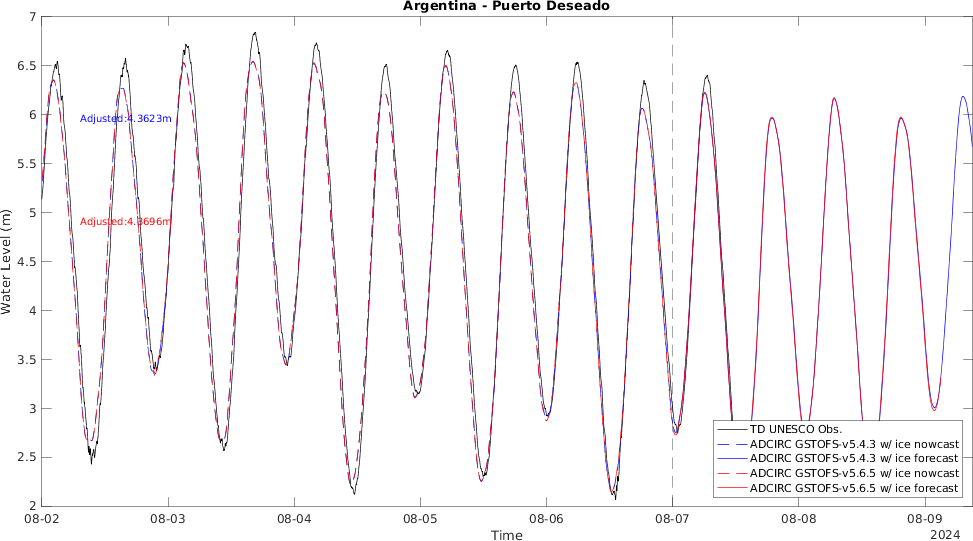 Argentina - Puerto Deseado
7
6.5
6
5.5
5
4.5
4
3.5
3
2.5
2
Water Level (m)
Adjusted:4.3623m
Adjusted:4.3696m
TD UNESCO Obs.
ADCIRC GSTOFS-v5.4.3 w/ ice nowcast
ADCIRC GSTOFS-v5.4.3 w/ ice forecast
ADCIRC GSTOFS-v5.6.5 w/ ice nowcast
ADCIRC GSTOFS-v5.6.5 w/ ice forecast
08-02 08-03 08-04 08-05 08-06 08-07 08-08 08-09
Time
2024